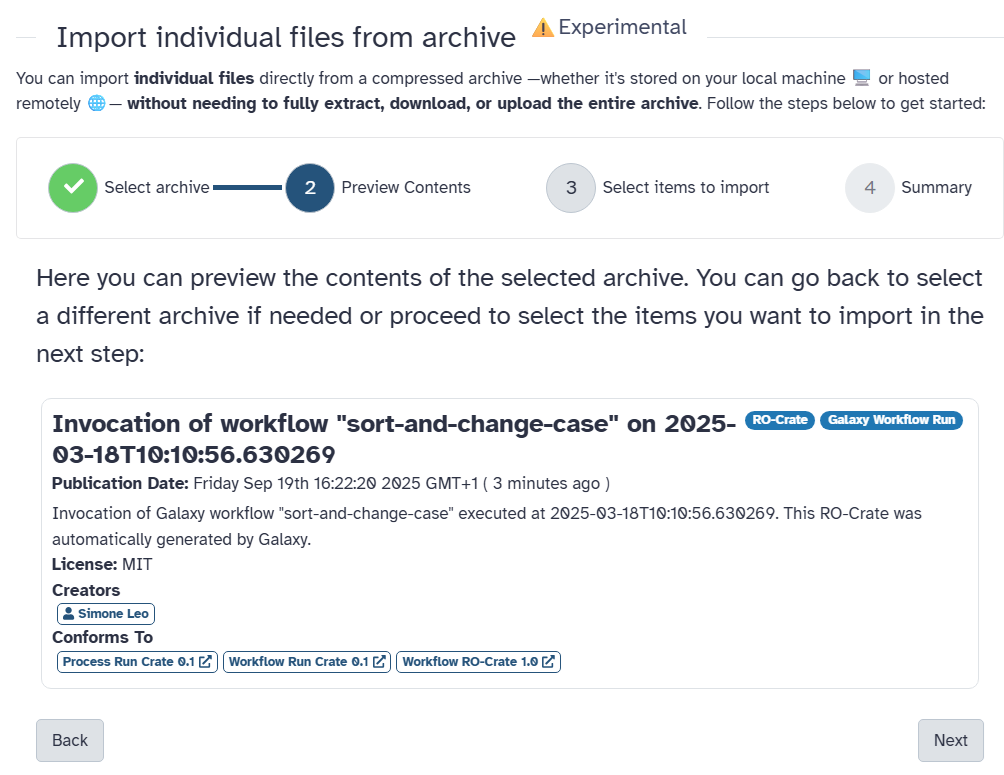 Import individual files from archive ⚠️ Experimental
You can import individual files directly from a compressed archive —whether it's stored on your local machine 🖥️ or hosted
remotely 🌐— without needing to fully extract, download, or upload the entire archive. Follow the steps below to get started:
Select archive 2 Preview Contents 3 Select items to import 4 Summary
Here you can preview the contents of the selected archive. You can go back to select
a different archive if needed or proceed to select the items you want to import in the
next step:
Invocation of workflow "sort-and-change-case" on 2025- RO-Crate Galaxy Workflow Run
03-18T10:10:56.630269
Publication Date: Friday Sep 19th 16:22:20 2025 GMT+1 ( 3 minutes ago )
Invocation of Galaxy workflow "sort-and-change-case" executed at 2025-03-18T10:10:56.630269. This RO-Crate was
automatically generated by Galaxy.
License: MIT
Creators
Simone Leo
Conforms To
Process Run Crate 0.1 Workflow Run Crate 0.1 Workflow RO-Crate 1.0
Back Next